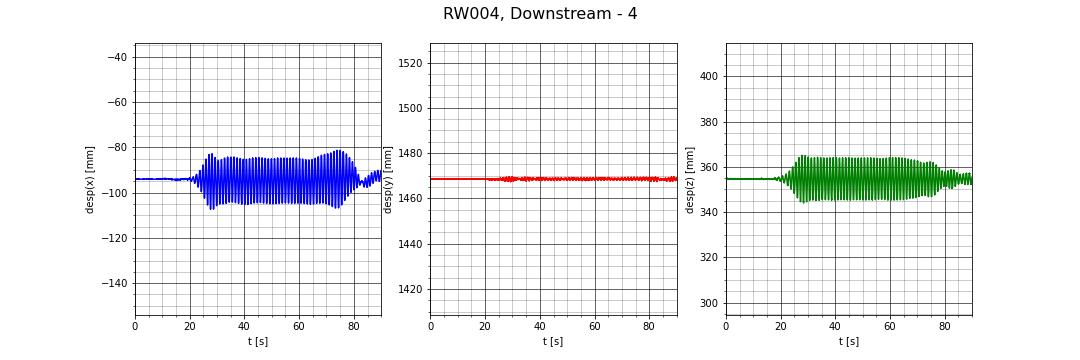 RW004, Downstream - 4
desp(x) [mm]
−40
−60
−80
−100
−120
−140
0 20 40 60 80
t [s]
desp(y) [mm]
1520
1500
1480
1460
1440
1420
0 20 40 60 80
t [s]
desp(z) [mm]
400
380
360
340
320
300
0 20 40 60 80
t [s]